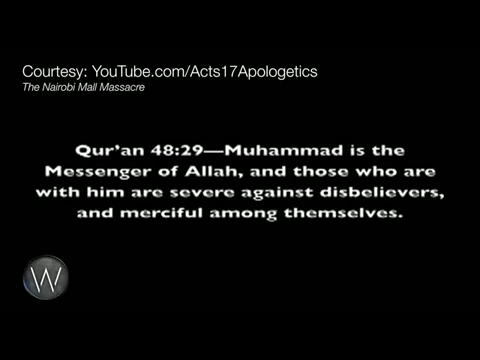 Courtesy: YouTube.com/Acts17Apologetics
The Nairobi Mall Massacre
Qur'an 48:29—Muhammad is the
Messenger of Allah, and those who are
with him are severe against disbelievers,
and merciful among themselves.
W